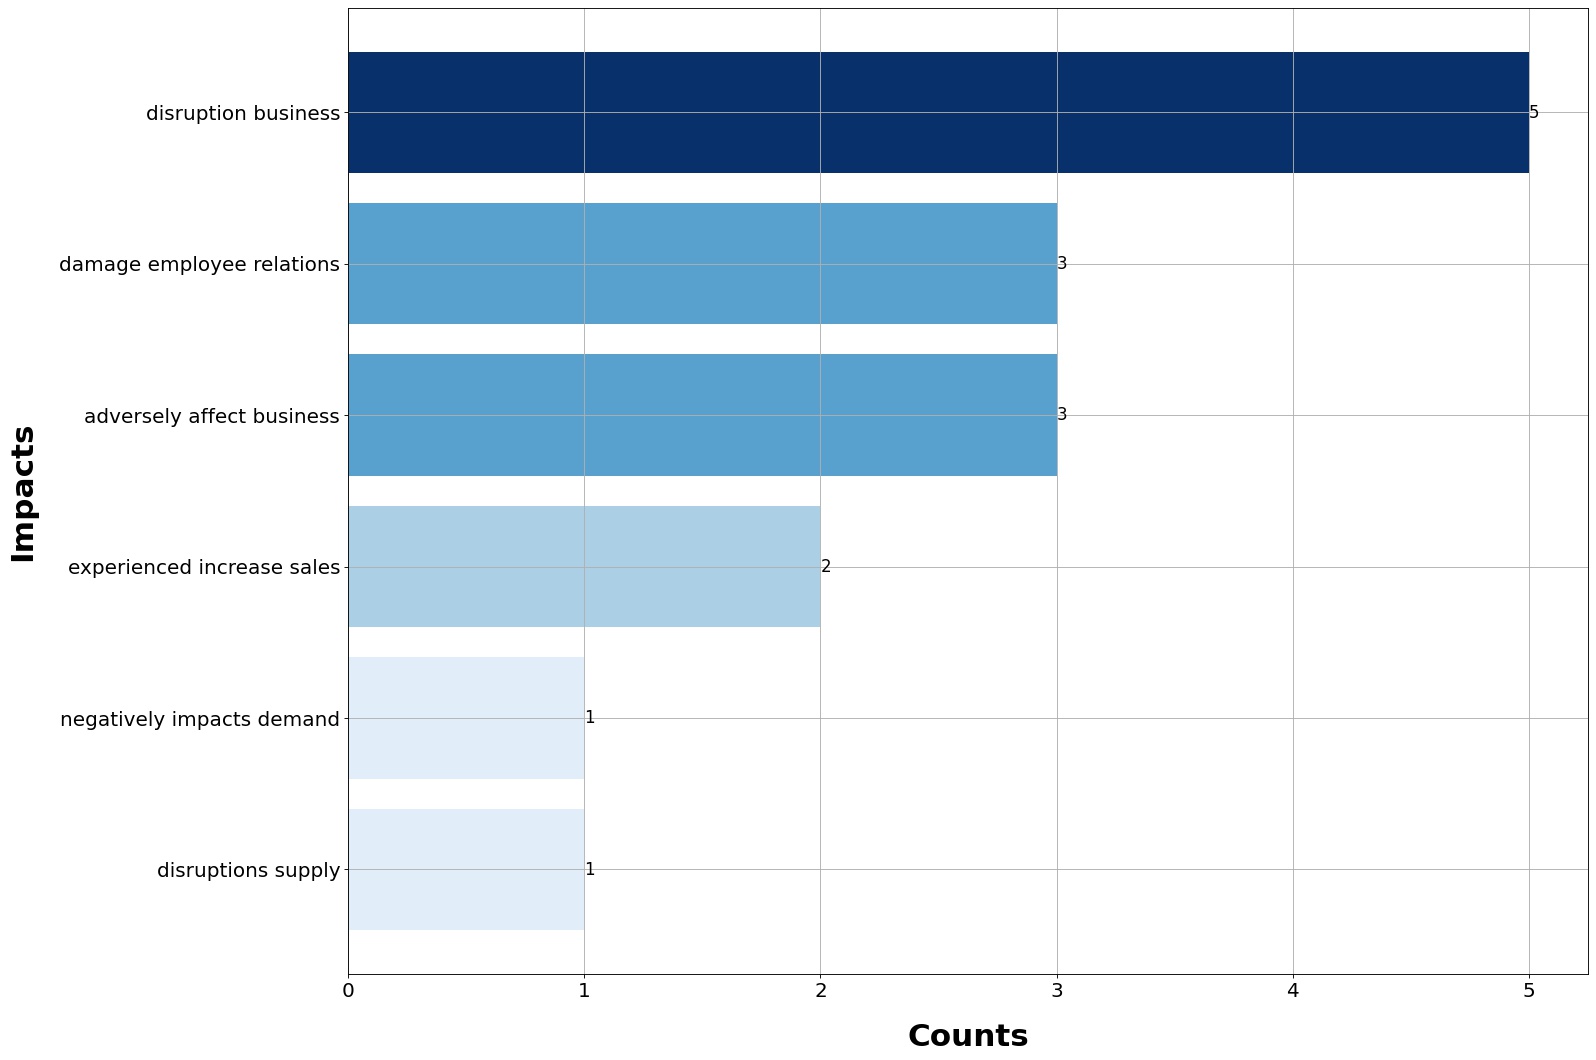 disruption business
5
damage employee relations
3
adversely affect business
3
experienced increase sales
2
negatively impacts demand
1
disruptions supply
1
Impacts
0 1 2 3 4 5
Counts